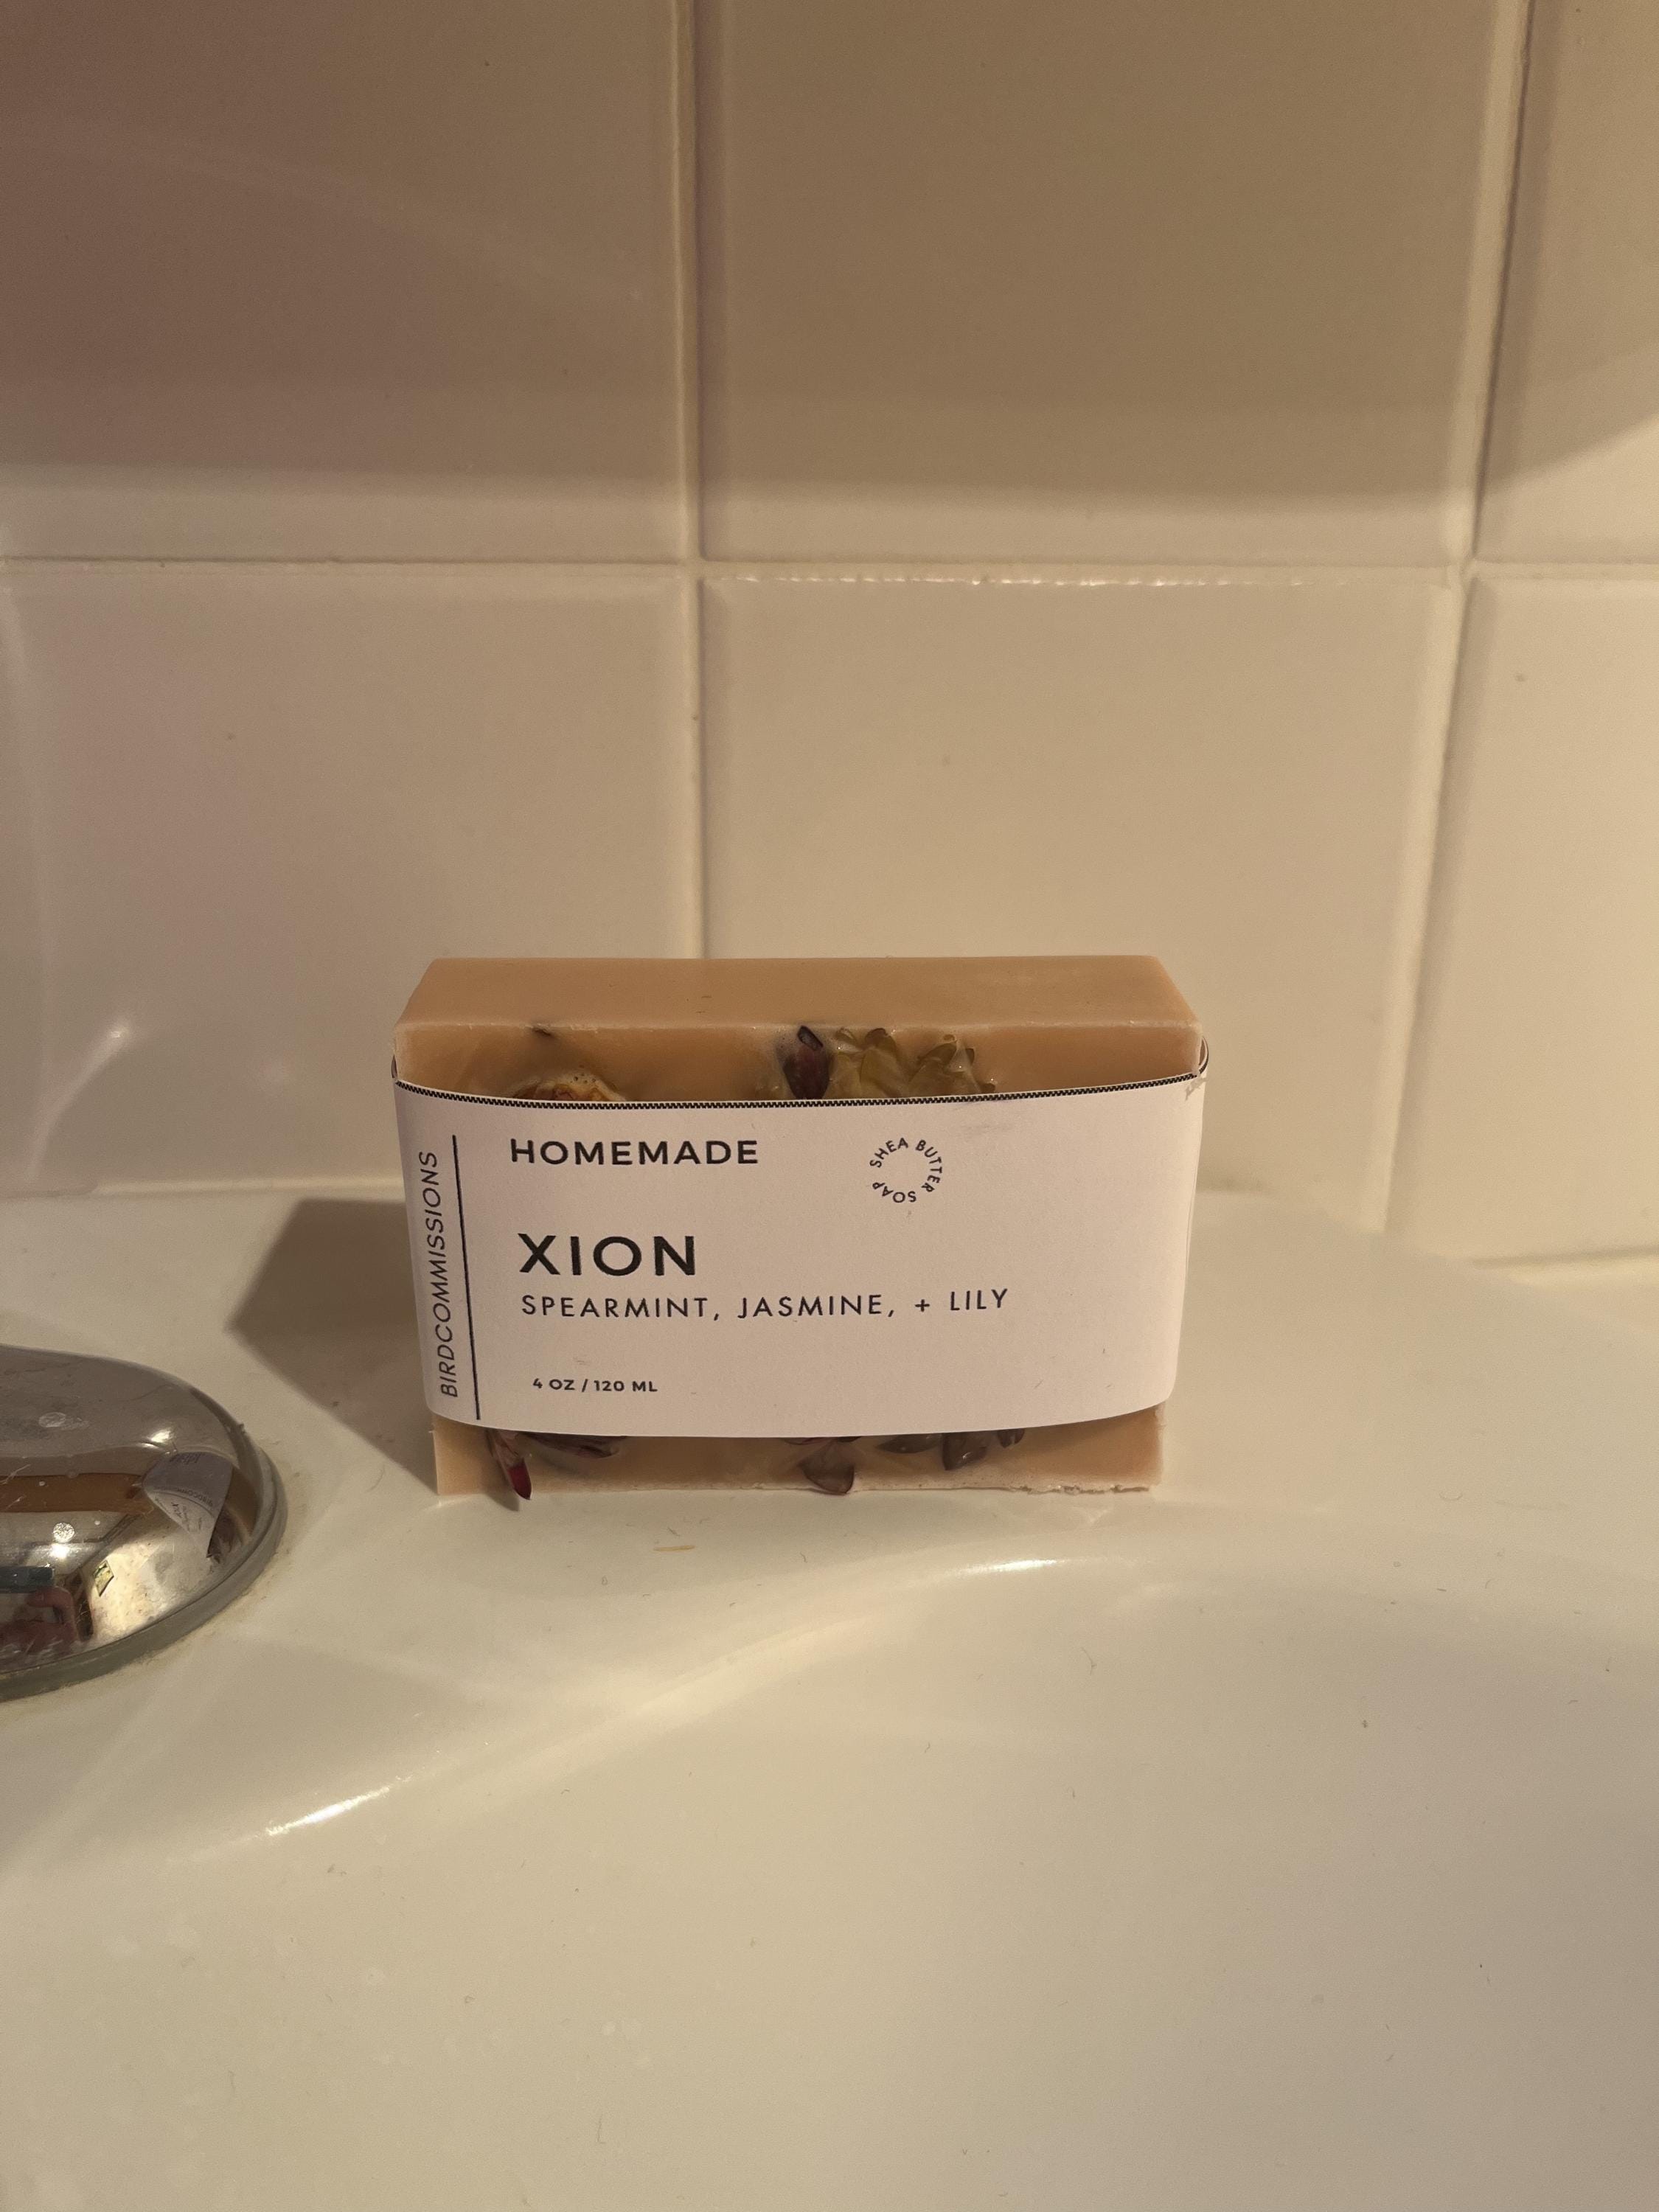 BIRDCOMMISSIONS
HOMEMADE
SHEA BUTTER SOAP
XION
SPEARMINT, JASMINE, + LILY
4 OZ / 120 ML